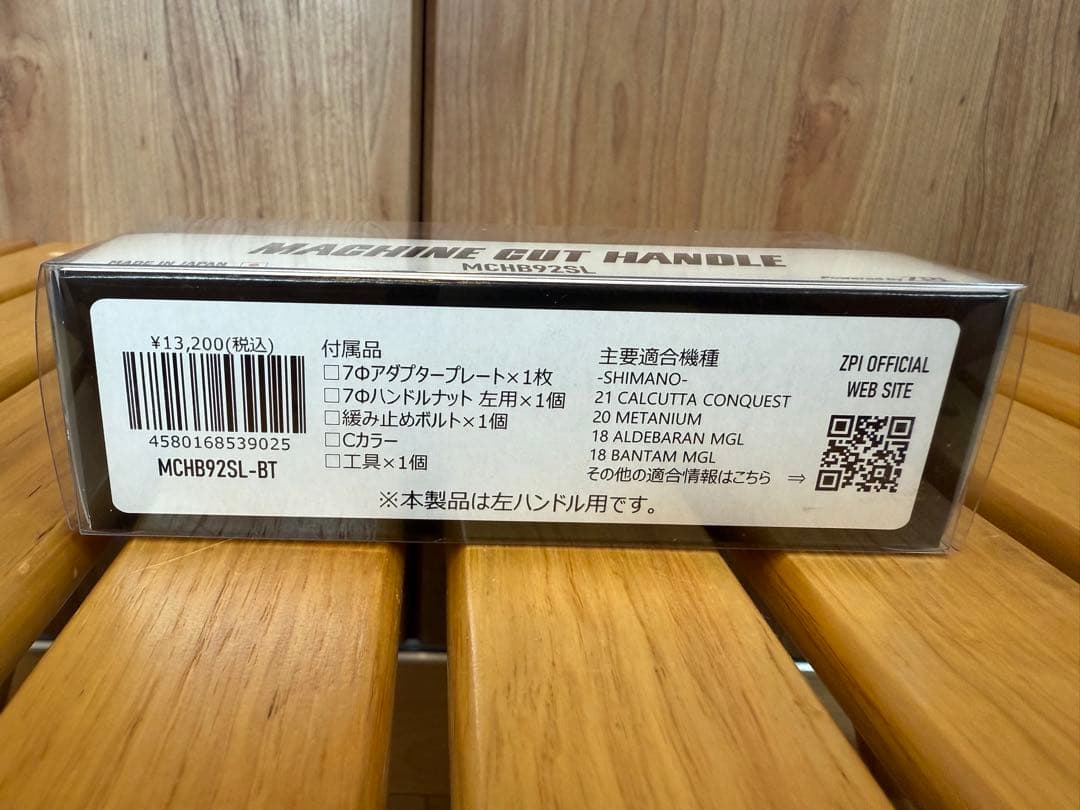 MACHINE CUT HANDLE
MCHB92SL
MADE IN JAPAN
Powered by ZPI
¥13,200(税込)
4580168539025
MCHB92SL-BT
付属品
□7Φアダプタープレート×1枚
□7Φハンドルナット 左用×1個
□緩み止めボルト×1個
□Cカラー
□工具×1個
主要適合機種
-SHIMANO-
21 CALCUTTA CONQUEST
20 METANIUM
18 ALDEBARAN MGL
18 BANTAM MGL
その他の適合情報はこちら ⇒
ZPI OFFICIAL
WEB SITE
※本製品は左ハンドル用です。